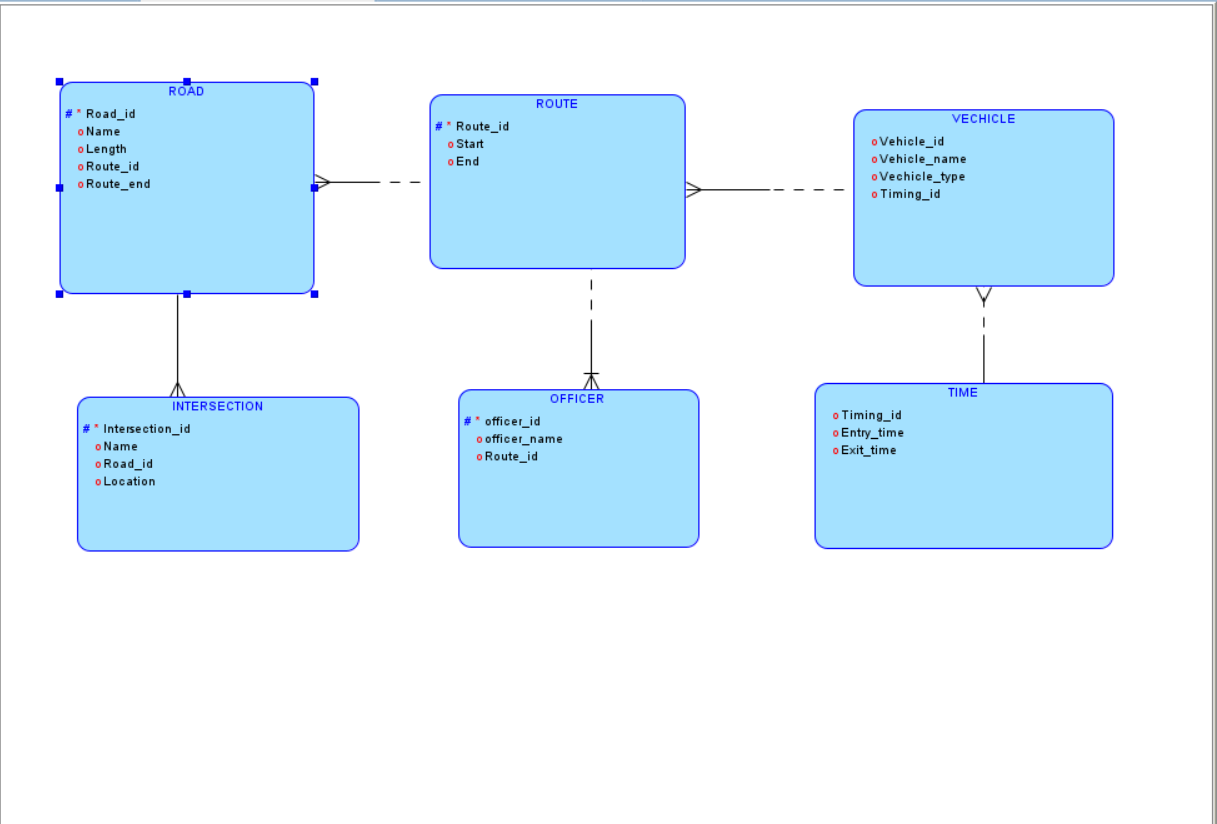 ROAD
# * Road_id
o Name
o Length
o Route_id
o Route_end
ROUTE
# * Route_id
o Start
o End
VECHICLE
o Vehicle_id
o Vehicle_name
o Vechicle_type
o Timing_id
INTERSECTION
# * Intersection_id
o Name
o Road_id
o Location
OFFICER
# * officer_id
o officer_name
o Route_id
TIME
o Timing_id
o Entry_time
o Exit_time